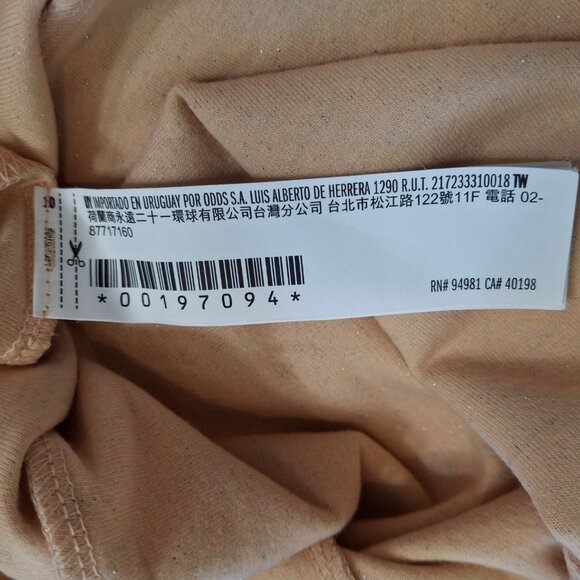 UY IMPORTADO EN URUGUAY POR ODDS S.A. LUIS ALBERTO DE HERRERA 1290 R.U.T. 217233310018 TW
荷蘭商永遠二十一環球有限公司台灣分公司 台北市松江路122號11F 電話 02-
87717160
*00197094*
RN# 94981 CA# 40198